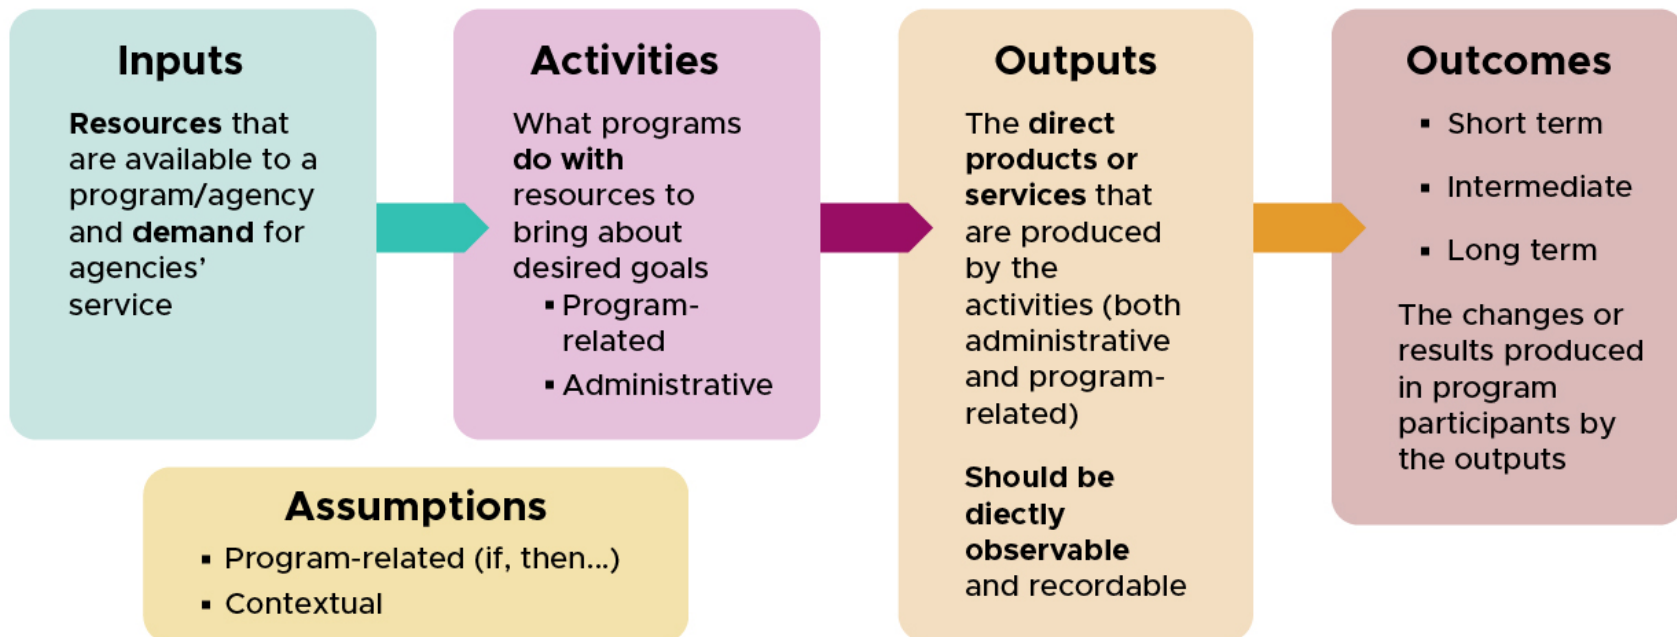 Inputs
Resources that
are available to a
program/agency
and demand for
agencies’
service
Activities
What programs
do with
resources to
bring about
desired goals
▪ Program-
related
▪ Administrative
Outputs
The direct
products or
services that
are produced
by the
activities (both
administrative
and program-
related)
Should be
diectly
observable
and recordable
Outcomes
▪ Short term
▪ Intermediate
▪ Long term
The changes or
results produced
in program
participants by
the outputs
Assumptions
▪ Program-related (if, then...)
▪ Contextual